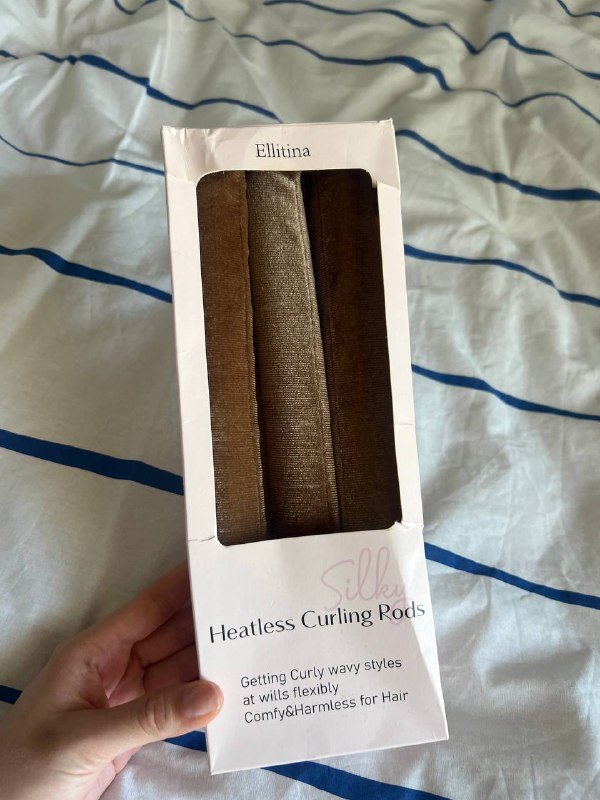 Ellitina
Silky
Heatless Curling Rods
Getting Curly wavy styles
at wills flexibly
Comfy&Harmless for Hair